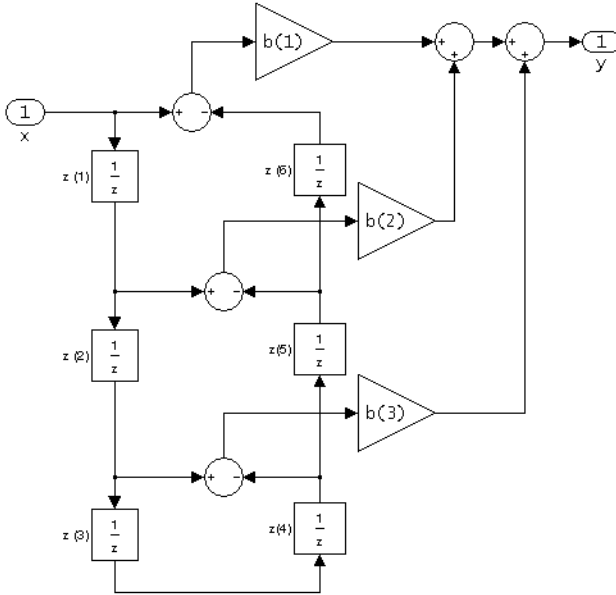 b(1)
+
+
+
+
1
y
1
x
+
−
z (1)
1
z
z (6)
1
z
b(2)
+
−
z (2)
1
z
z(5)
1
z
b(3)
+
−
z (3)
1
z
z(4)
1
z